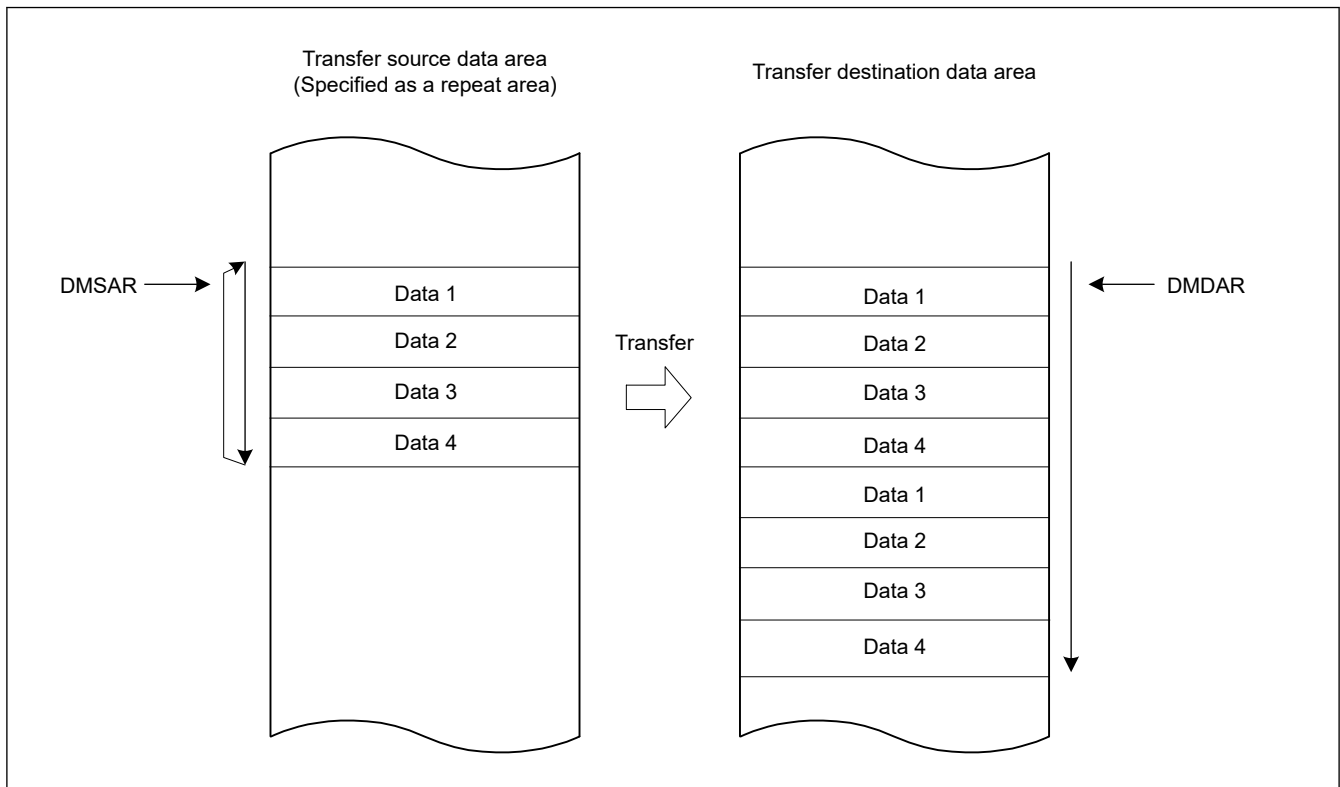 Transfer source data area
(Specified as a repeat area)
Transfer destination data area
DMSAR
Data 1
Data 2
Data 3
Data 4
Transfer
Data 1
Data 2
Data 3
Data 4
Data 1
Data 2
Data 3
Data 4
DMDAR